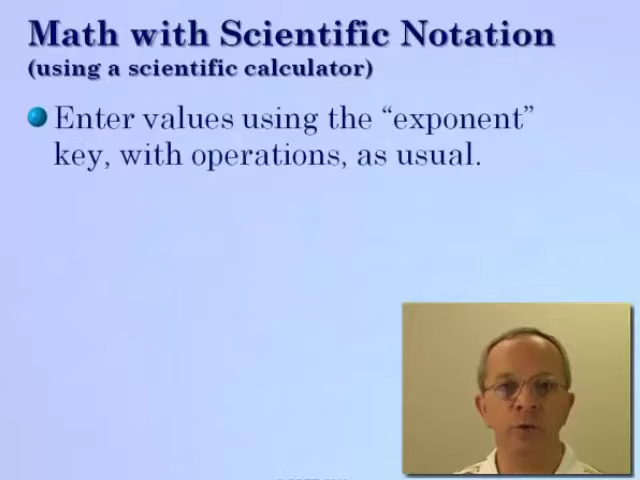 Math with Scientific Notation
(using a scientific calculator)
Enter values using the “exponent”
key, with operations, as usual.